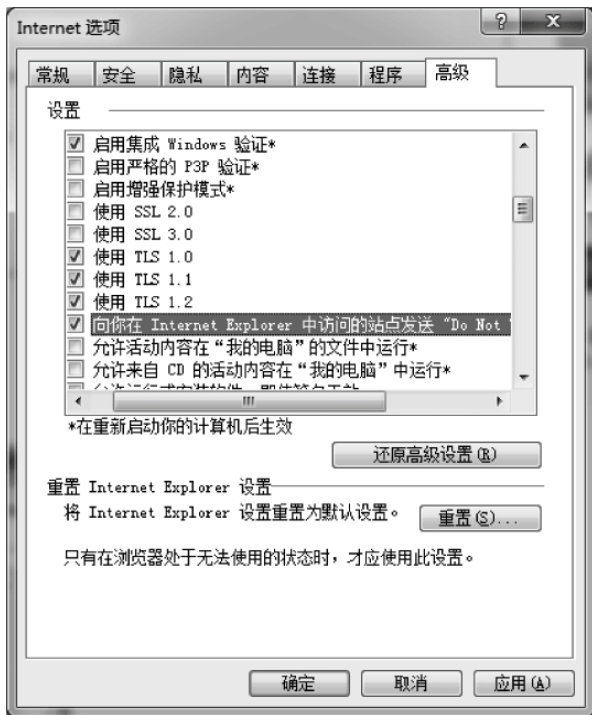 Internet 选项
常规 安全 隐私 内容 连接 程序 高级
设置
启用集成 Windows 验证*
启用严格的 P3P 验证*
启用增强保护模式*
使用 SSL 2.0
使用 SSL 3.0
使用 TLS 1.0
使用 TLS 1.1
使用 TLS 1.2
向你在 Internet Explorer 中访问的站点发送 “Do Not
允许活动内容在“我的电脑”的文件中运行*
允许来自 CD 的活动内容在“我的电脑”中运行*
*在重新启动你的计算机后生效
还原高级设置(R)
重置 Internet Explorer 设置
将 Internet Explorer 设置重置为默认设置。
重置(S)...
只有在浏览器处于无法使用的状态时，才应使用此设置。
确定 取消 应用(A)